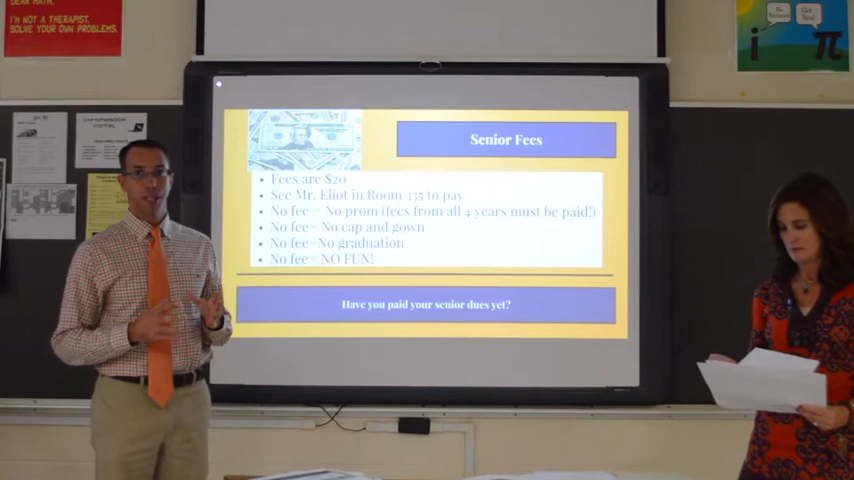 DEAR MATH,
I'M NOT A THERAPIST.
SOLVE YOUR OWN PROBLEMS.
Be
Rational
Get
Real
i
π
CHROMEBOOK
Senior Fees
• Fees are $20
• See Mr. Eliot in Room 335 to pay
• No fee = No prom (fees from all 4 years must be paid!)
• No fee= No cap and gown
• No fee=No graduation
• No fee= NO FUN!
Have you paid your senior dues yet?